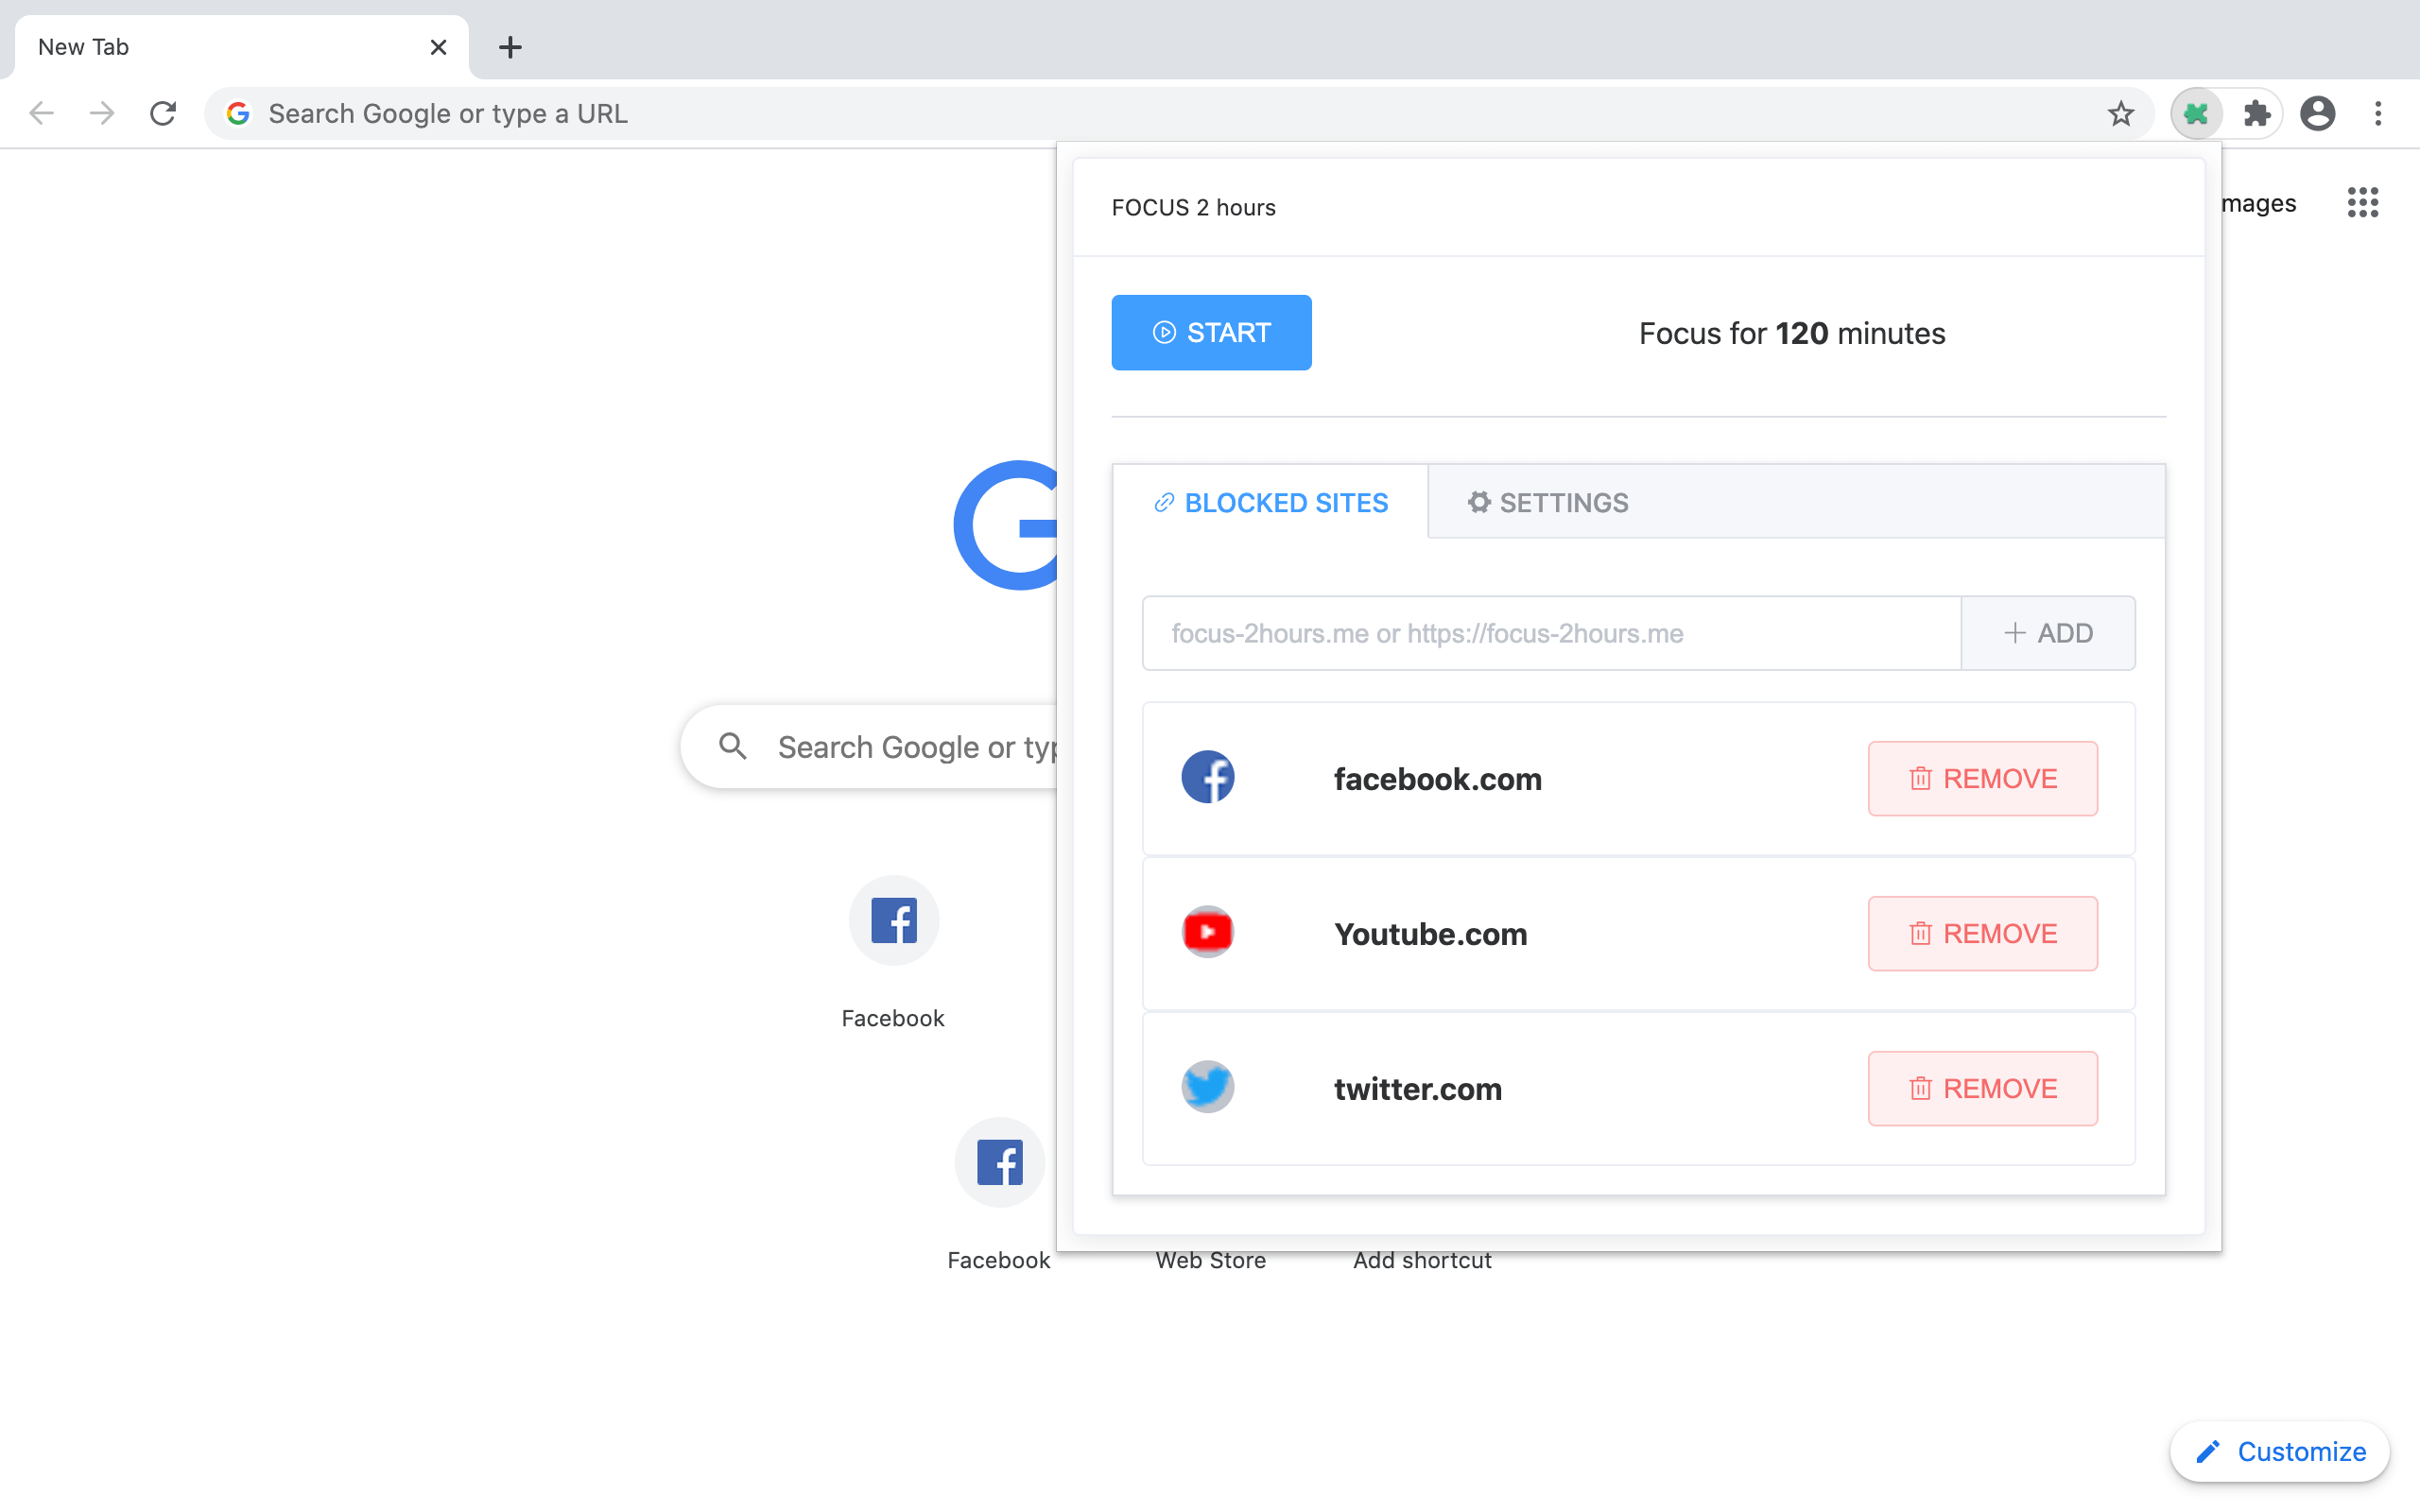 New Tab
Search Google or type a URL
mages
FOCUS 2 hours
START
Focus for 120 minutes
BLOCKED SITES
SETTINGS
focus-2hours.me or https://focus-2hours.me
ADD
Search Google or typ
facebook.com
REMOVE
Youtube.com
REMOVE
Facebook
twitter.com
REMOVE
Facebook
Web Store
Add shortcut
Customize